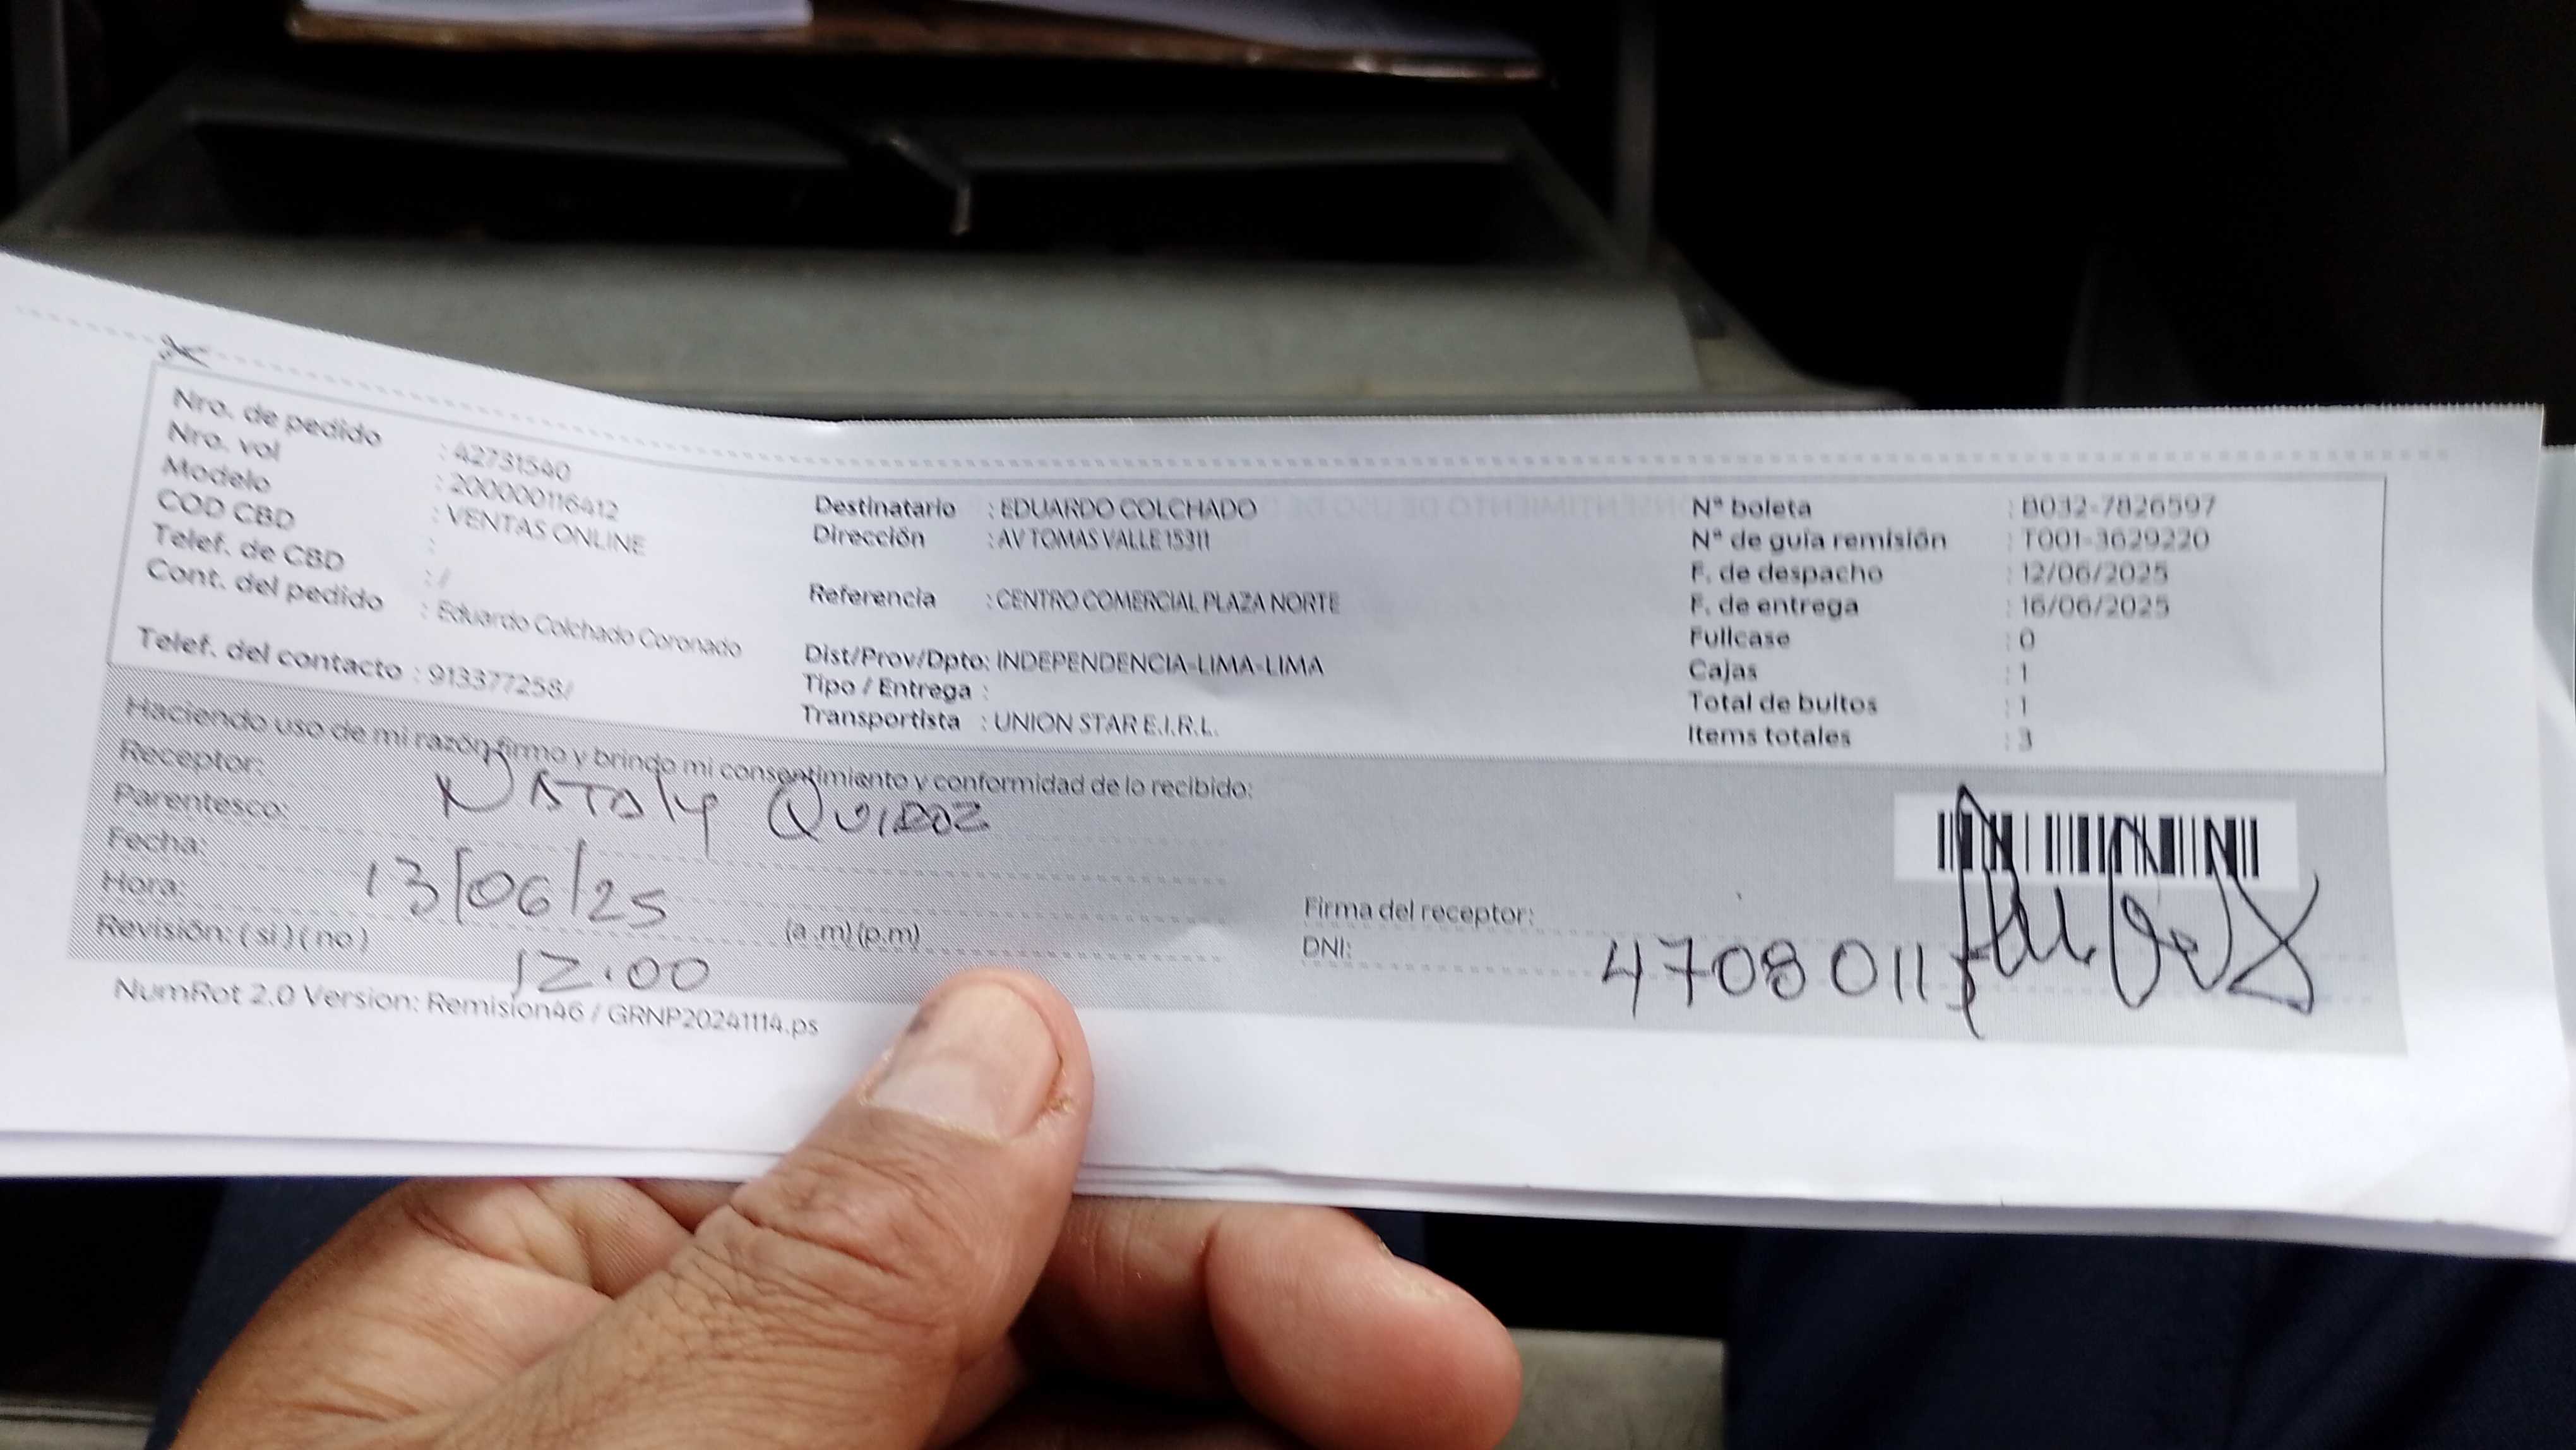 Nro. de pedido : 42731540
Nro. vol : 200000116412
Modelo : VENTAS ONLINE
COD CBD :
Telef. de CBD : /
Cont. del pedido : Eduardo Colchado Coronado
Telef. del contacto : 913377258/
Destinatario : EDUARDO COLCHADO
Dirección : AV TOMAS VALLE 15311
Referencia : CENTRO COMERCIAL PLAZA NORTE
Dist/Prov/Dpto: INDEPENDENCIA-LIMA-LIMA
Tipo / Entrega :
Transportista : UNION STAR E.I.R.L.
N° boleta : B032-7826597
N° de guía remisión : T001-3629220
F. de despacho : 12/06/2025
F. de entrega : 16/06/2025
Fullcase : 0
Cajas : 1
Total de bultos : 1
Items totales : 3
Haciendo uso de mi razón firmo y brindo mi consentimiento y conformidad de lo recibido:
Receptor: NATALY
Parentesco:
Fecha: 13/06/25
Hora: 12:00 (a .m) (p.m)
Revisión: ( si ) ( no )
Firma del receptor:
DNI:
NumRot 2.0 Version: Remision46 / GRNP20241114.ps